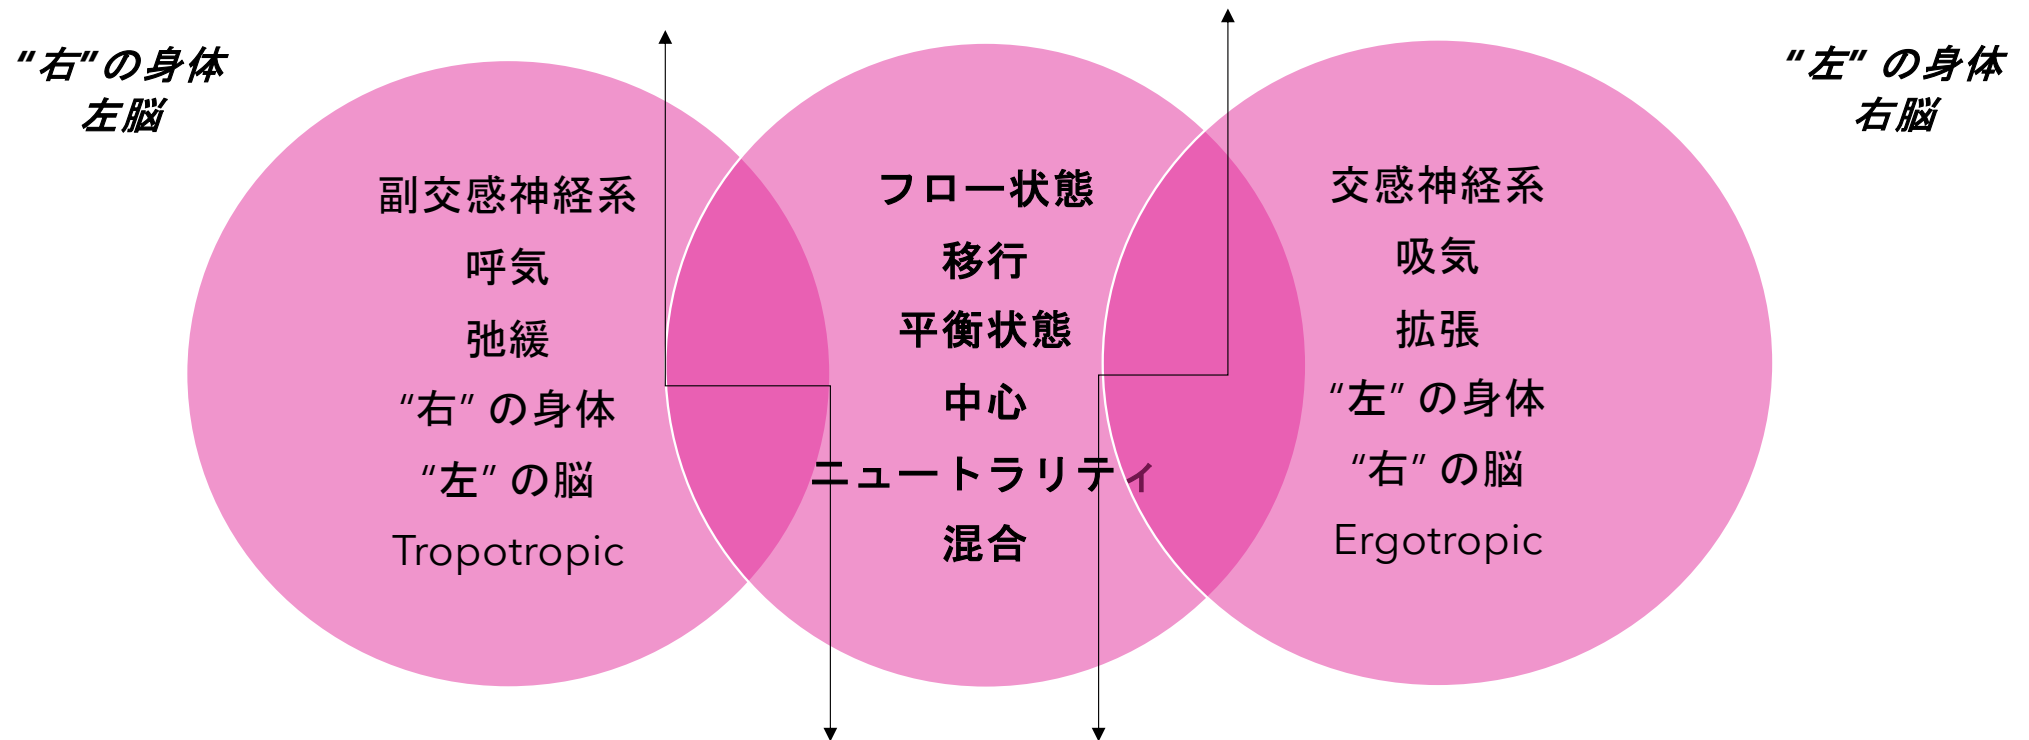 “右”の身体
左脳
副交感神経系
呼気
弛緩
“右” の身体
“左” の脳
Tropotropic
フロー状態
移行
平衡状態
中心
ニュートラリティ
混合
交感神経系
吸気
拡張
“左” の身体
“右” の脳
Ergotropic
“左” の身体
右脳